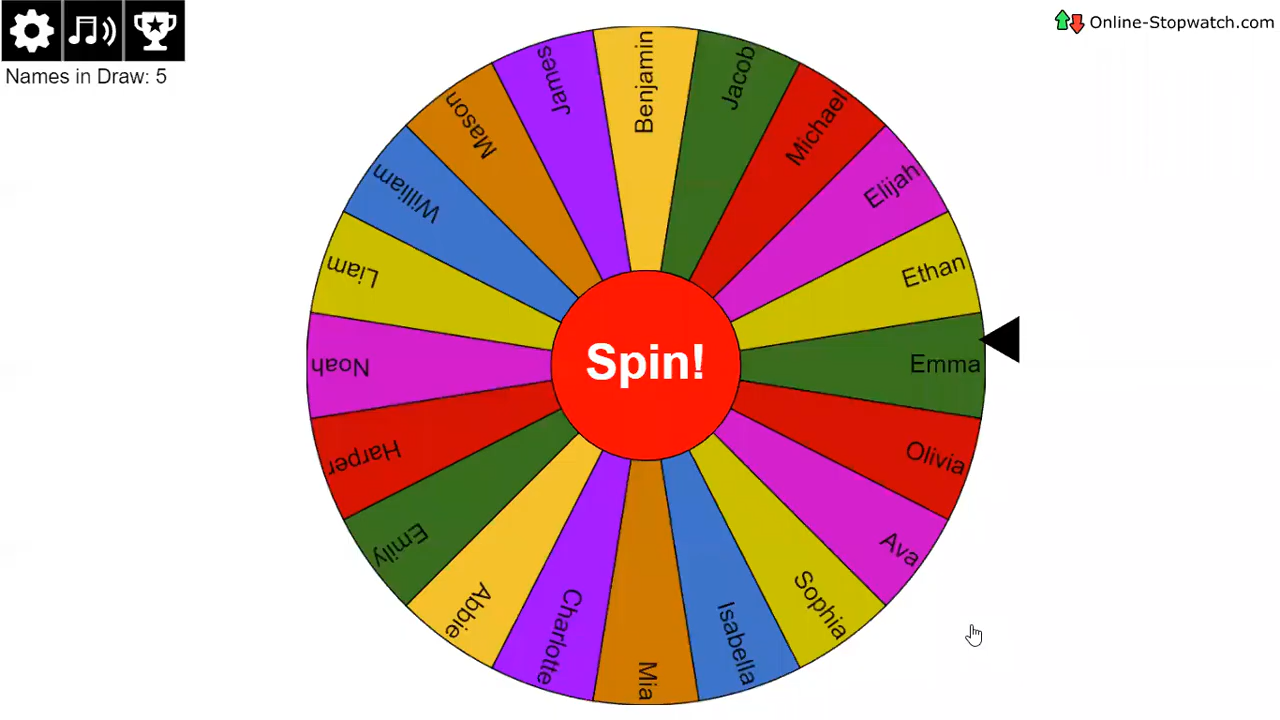 Online-Stopwatch.com
Names in Draw: 5
Benjamin
Jacob
Michael
Elijah
Ethan
Emma
Olivia
Ava
Sophia
Isabella
Mia
Charlotte
Abbie
Emily
Harper
Noah
Liam
William
Mason
James
Spin!